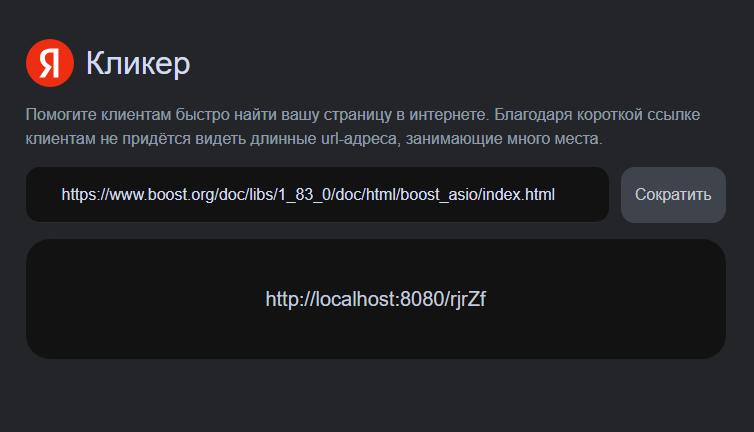 Я Кликер
Помогите клиентам быстро найти вашу страницу в интернете. Благодаря короткой ссылке
клиентам не придётся видеть длинные url-адреса, занимающие много места.
https://www.boost.org/doc/libs/1_83_0/doc/html/boost_asio/index.html Сократить
http://localhost:8080/rjrZf